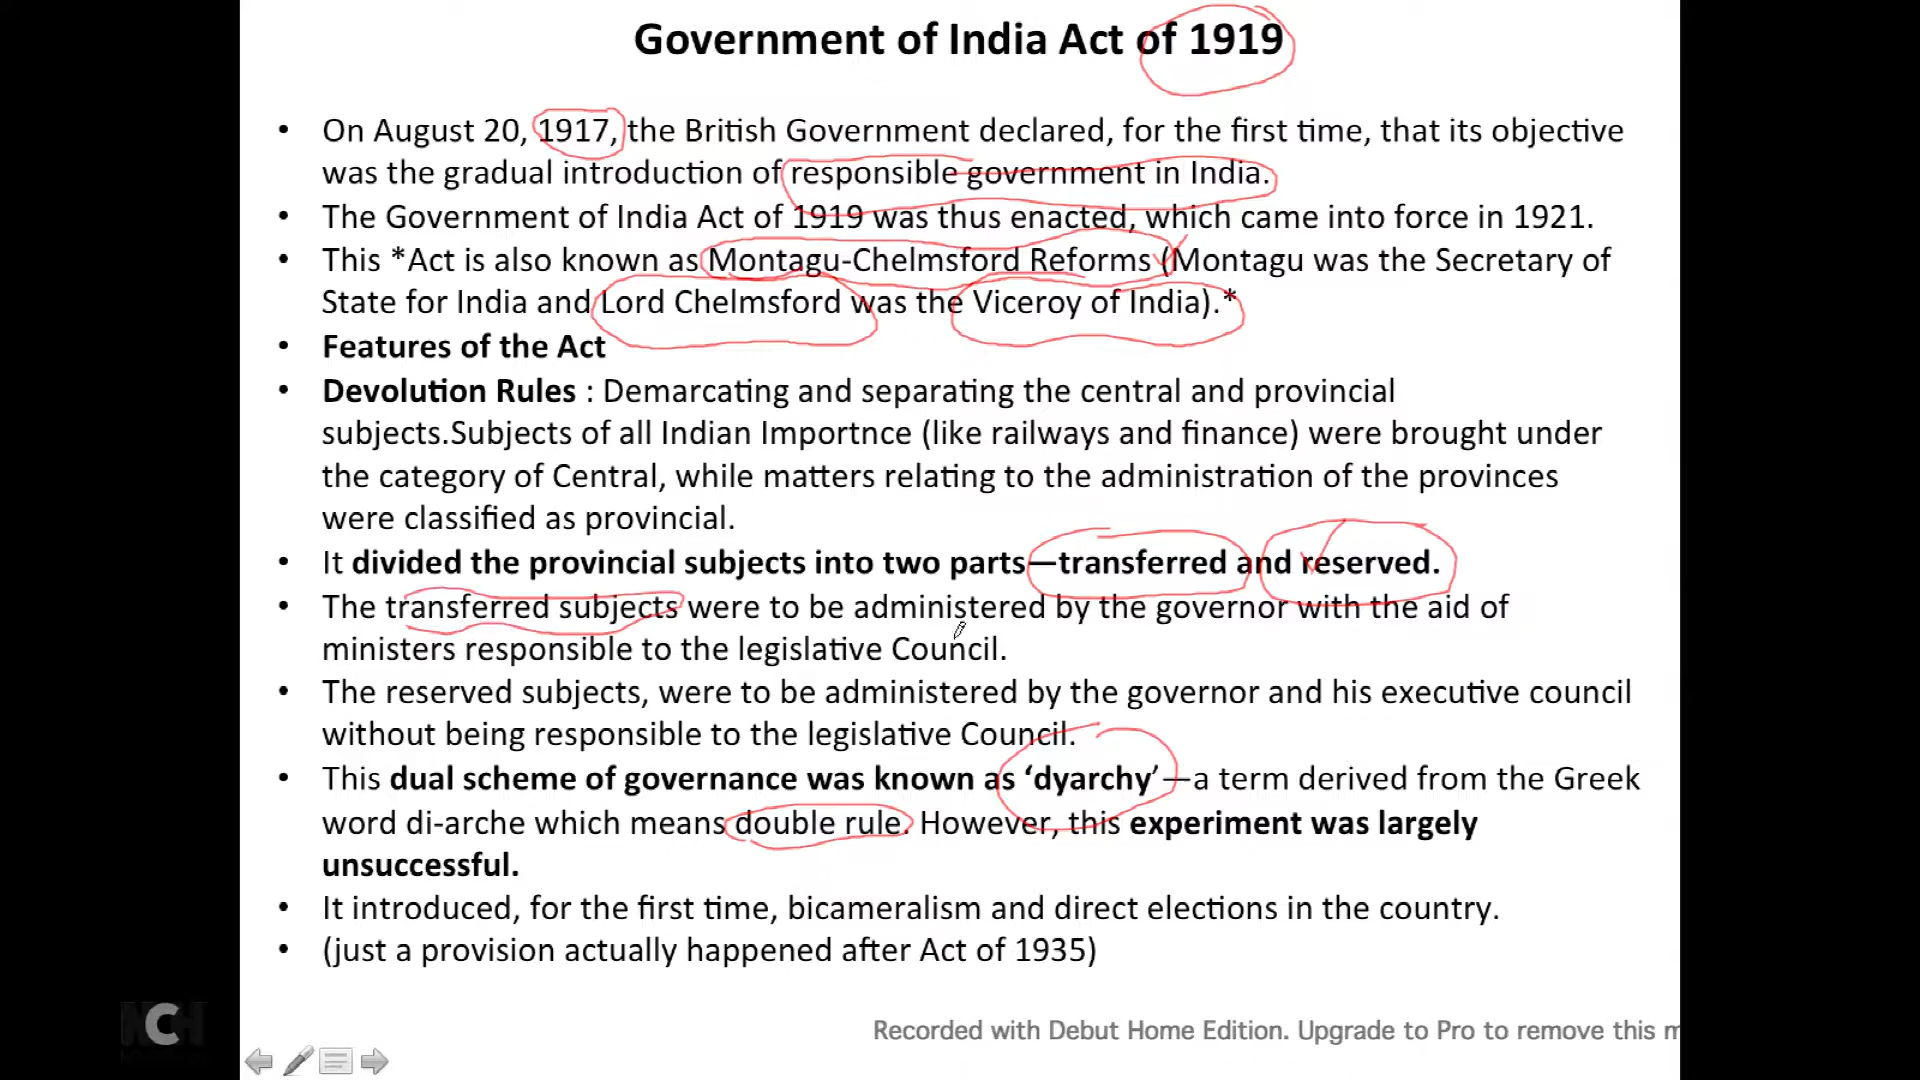 Government of India Act of 1919
• On August 20, 1917, the British Government declared, for the first time, that its objective
was the gradual introduction of responsible government in India.
• The Government of India Act of 1919 was thus enacted, which came into force in 1921.
• This *Act is also known as Montagu-Chelmsford Reforms (Montagu was the Secretary of
State for India and Lord Chelmsford was the Viceroy of India).*
• Features of the Act
• Devolution Rules : Demarcating and separating the central and provincial
subjects.Subjects of all Indian Importnce (like railways and finance) were brought under
the category of Central, while matters relating to the administration of the provinces
were classified as provincial.
• It divided the provincial subjects into two parts—transferred and reserved.
• The transferred subjects were to be administered by the governor with the aid of
ministers responsible to the legislative Council.
• The reserved subjects, were to be administered by the governor and his executive council
without being responsible to the legislative Council.
• This dual scheme of governance was known as ‘dyarchy’—a term derived from the Greek
word di-arche which means double rule. However, this experiment was largely
unsuccessful.
• It introduced, for the first time, bicameralism and direct elections in the country.
• (just a provision actually happened after Act of 1935)
NCH
Recorded with Debut Home Edition. Upgrade to Pro to remove this m